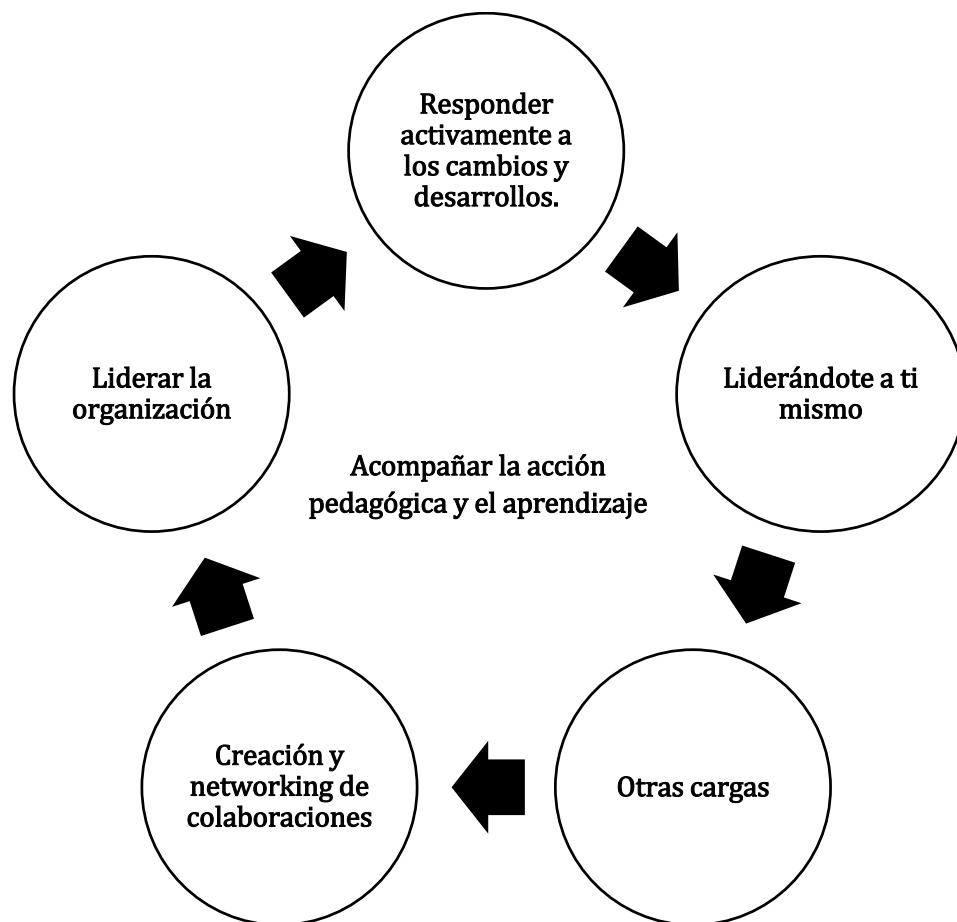 Responder
activamente a
los cambios y
desarrollos.
Liderándote a ti
mismo
Otras cargas
Creación y
networking de
colaboraciones
Liderar la
organización
Acompañar la acción
pedagógica y el aprendizaje